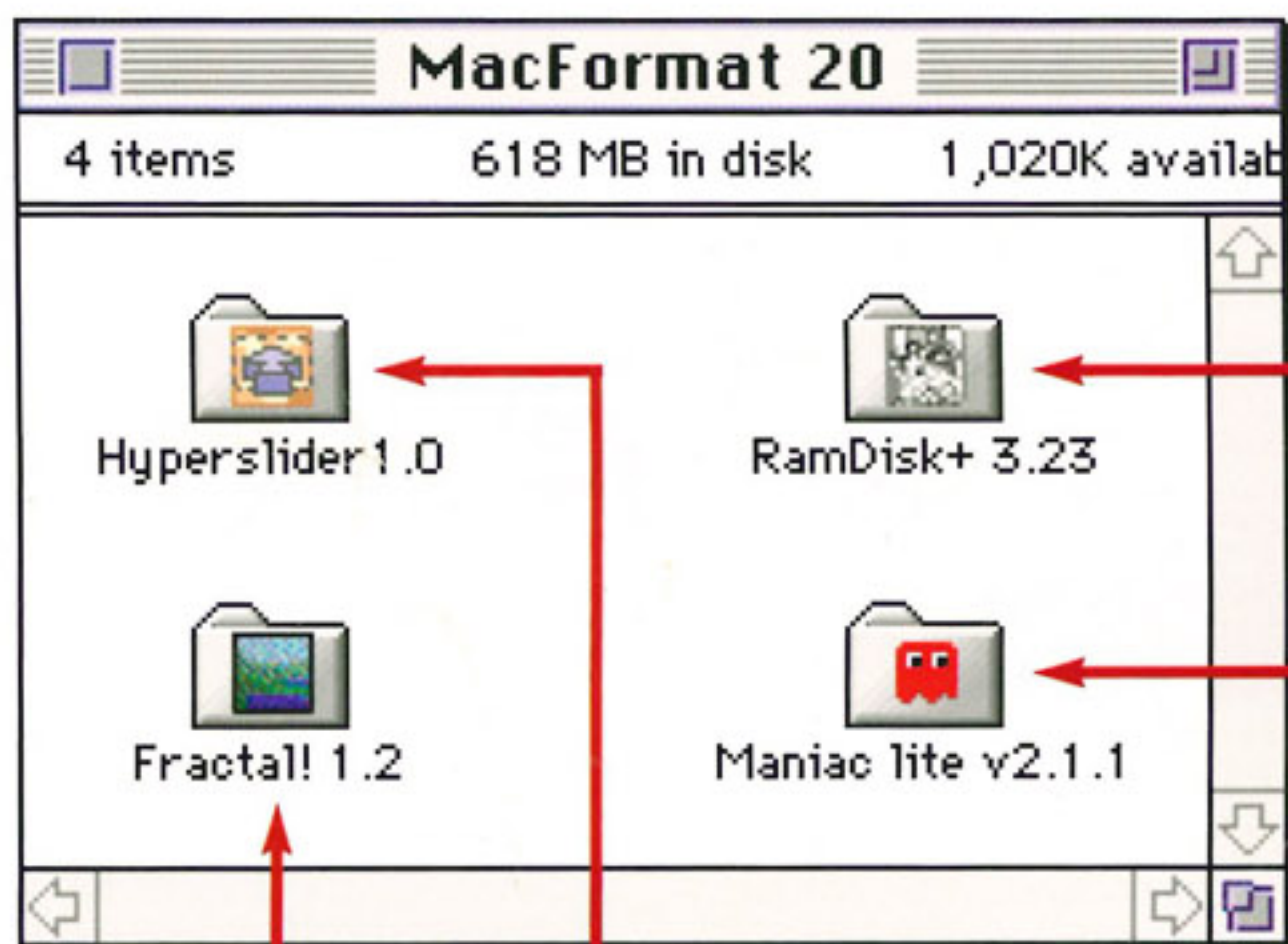 MacFormat 20
4 items 618 MB in disk 1,020K availab
Hyperslider1.0 RamDisk+ 3.23
Fractal! 1.2 Maniac lite v2.1.1